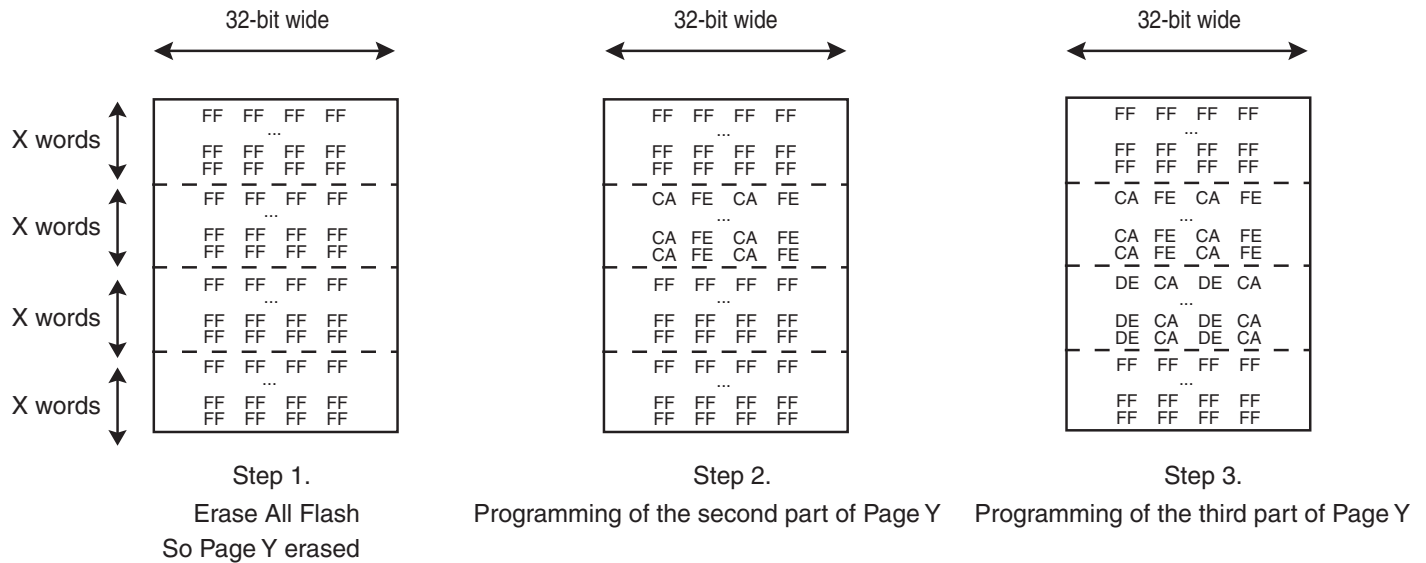 32-bit wide
32-bit wide
32-bit wide
X words
FF FF FF FF
...
FF FF FF FF
FF FF FF FF
X words
FF FF FF FF
...
FF FF FF FF
FF FF FF FF
X words
FF FF FF FF
...
FF FF FF FF
FF FF FF FF
X words
FF FF FF FF
...
FF FF FF FF
FF FF FF FF
Step 1.
Erase All Flash
So Page Y erased
FF FF FF FF
...
FF FF FF FF
FF FF FF FF
CA FE CA FE
...
CA FE CA FE
CA FE CA FE
FF FF FF FF
...
FF FF FF FF
FF FF FF FF
FF FF FF FF
...
FF FF FF FF
FF FF FF FF
Step 2.
Programming of the second part of Page Y
FF FF FF FF
...
FF FF FF FF
FF FF FF FF
CA FE CA FE
...
CA FE CA FE
CA FE CA FE
DE CA DE CA
...
DE CA DE CA
DE CA DE CA
FF FF FF FF
...
FF FF FF FF
FF FF FF FF
Step 3.
Programming of the third part of Page Y